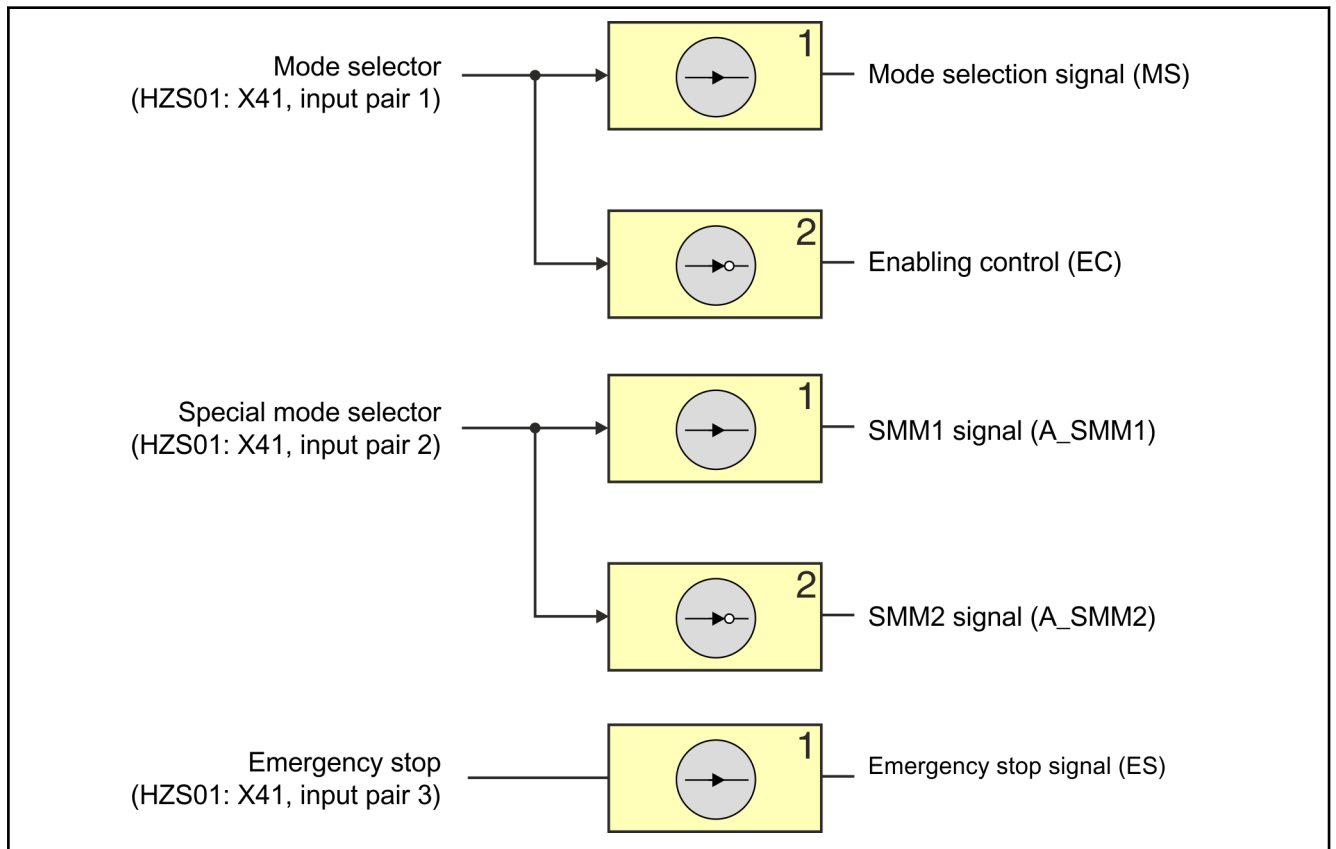 Mode selector
(HZS01: X41, input pair 1)
1
Mode selection signal (MS)
2
Enabling control (EC)
Special mode selector
(HZS01: X41, input pair 2)
1
SMM1 signal (A_SMM1)
2
SMM2 signal (A_SMM2)
Emergency stop
(HZS01: X41, input pair 3)
1
Emergency stop signal (ES)